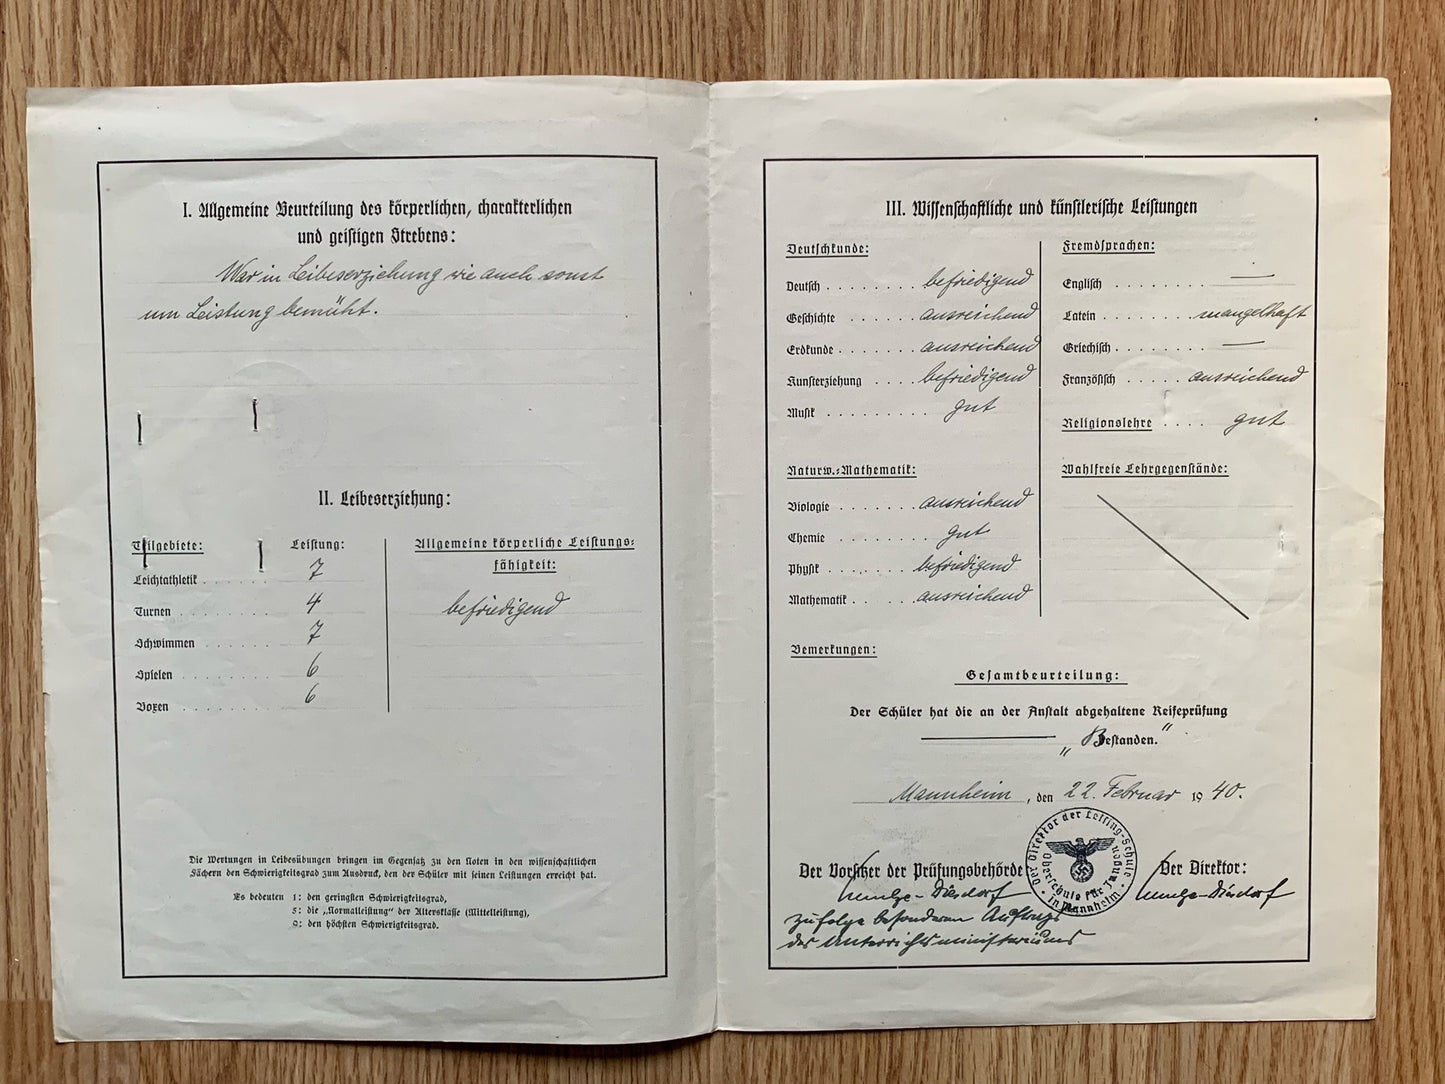 I. Allgemeine Beurteilung des körperlichen, charakterlichen
und geistigen Strebens:
War in Leibeserziehung wie auch sonst
um Leistung bemüht.
II. Leibeserziehung:
Teilgebiete: Leistung:
Leichtathletik 7
Turnen 4
Schwimmen 7
Spielen 6
Boxen 6
Allgemeine körperliche Leistungs-
fähigkeit:
befriedigend
Die Wertungen in Leibesübungen bringen im Gegensatz zu den Noten in den wissenschaftlichen
Fächern den Schwierigkeitsgrad zum Ausdruck, den der Schüler mit seinen Leistungen erreicht hat.
Es bedeuten 1: den geringsten Schwierigkeitsgrad,
5: die „Normalleistung" der Altersklasse (Mittelleistung),
9: den höchsten Schwierigkeitsgrad.
III. Wissenschaftliche und künstlerische Leistungen
Deutschkunde:
Deutsch befriedigend
Geschichte ausreichend
Erdkunde ausreichend
Kunsterziehung befriedigend
Musik gut
Naturw.-Mathematik:
Biologie ausreichend
Chemie gut
Physik befriedigend
Mathematik ausreichend
Fremdsprachen:
Englisch —
Latein mangelhaft
Griechisch —
Französisch ausreichend
Religionslehre gut
Wahlfreie Lehrgegenstände:
Bemerkungen:
Gesamtbeurteilung:
Der Schüler hat die an der Anstalt abgehaltene Reifeprüfung
„Bestanden."
Mannheim, den 22. Februar 1940.
Der Direktor der Lessing-Schule
Oberschule für Jungen
in Mannheim
Der Vorsitzer der Prüfungsbehörde Der Direktor:
zufolge besonderen Auftrags
des Unterrichtsministeriums